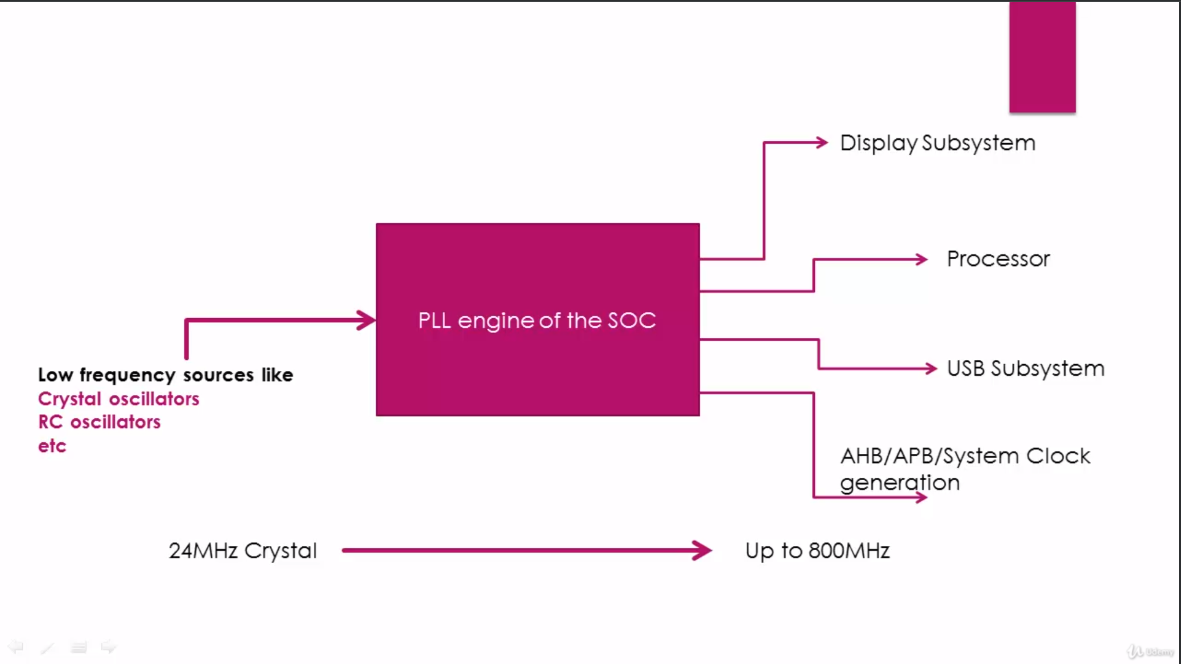 Display Subsystem
Processor
PLL engine of the SOC
USB Subsystem
Low frequency sources like
Crystal oscillators
RC oscillators
etc
AHB/APB/System Clock
generation
24MHz Crystal
Up to 800MHz
Udemy